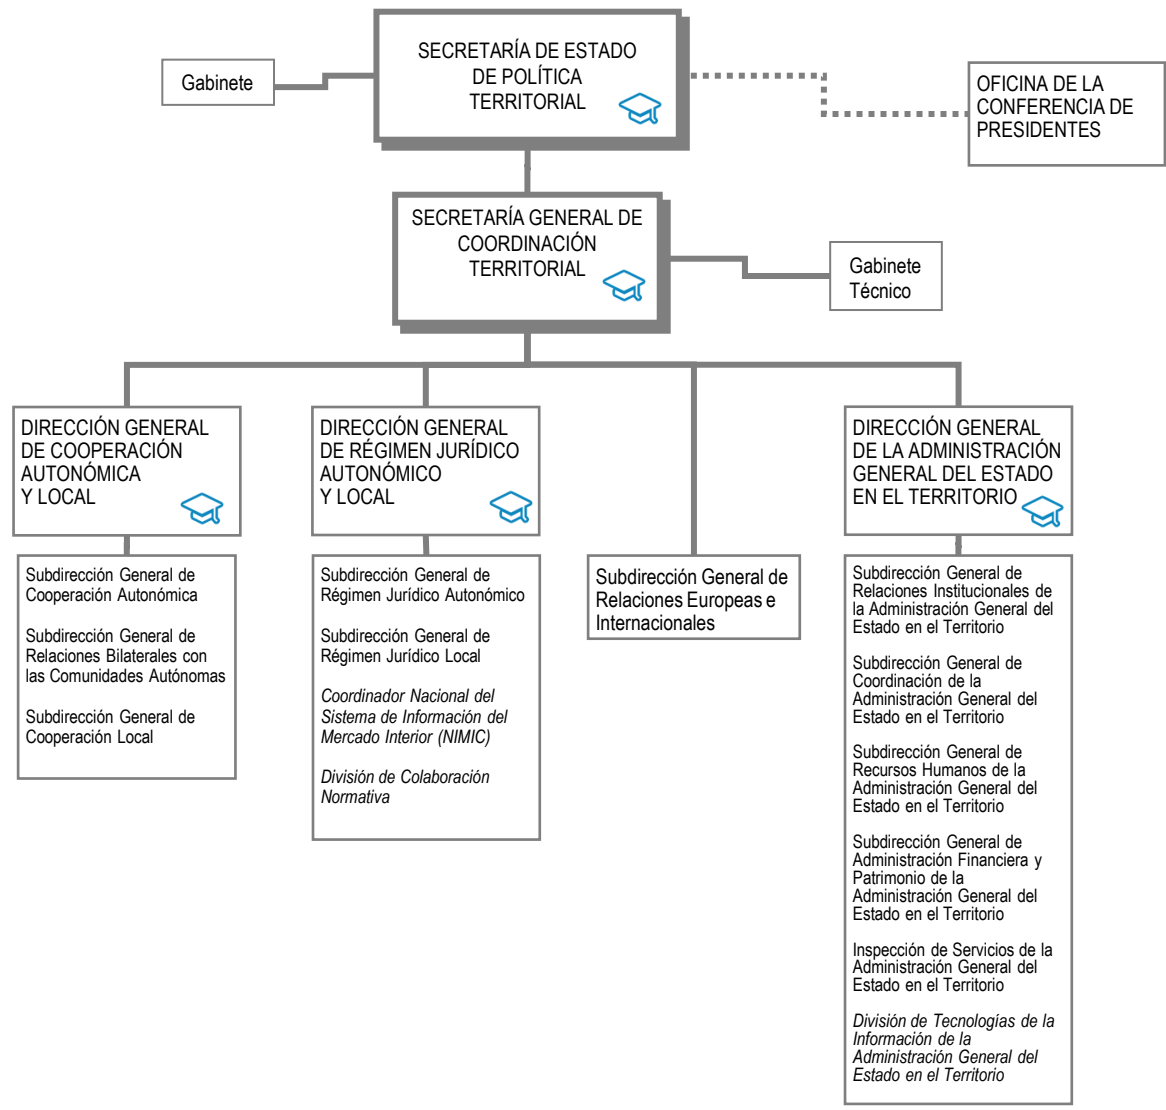 SECRETARÍA DE ESTADO
DE POLÍTICA
TERRITORIAL
Gabinete
OFICINA DE LA
CONFERENCIA DE
PRESIDENTES
SECRETARÍA GENERAL DE
COORDINACIÓN
TERRITORIAL
Gabinete
Técnico
DIRECCIÓN GENERAL
DE COOPERACIÓN
AUTONÓMICA
Y LOCAL
Subdirección General de
Cooperación Autonómica
Subdirección General de
Relaciones Bilaterales con
las Comunidades Autónomas
Subdirección General de
Cooperación Local
DIRECCIÓN GENERAL
DE RÉGIMEN JURÍDICO
AUTONÓMICO
Y LOCAL
Subdirección General de
Régimen Jurídico Autonómico
Subdirección General de
Régimen Jurídico Local
Coordinador Nacional del
Sistema de Información del
Mercado Interior (NIMIC)
División de Colaboración
Normativa
Subdirección General de
Relaciones Europeas e
Internacionales
DIRECCIÓN GENERAL
DE LA ADMINISTRACIÓN
GENERAL DEL ESTADO
EN EL TERRITORIO
Subdirección General de
Relaciones Institucionales de
la Administración General del
Estado en el Territorio
Subdirección General de
Coordinación de la
Administración General del
Estado en el Territorio
Subdirección General de
Recursos Humanos de la
Administración General del
Estado en el Territorio
Subdirección General de
Administración Financiera y
Patrimonio de la
Administración General del
Estado en el Territorio
Inspección de Servicios de la
Administración General del
Estado en el Territorio
División de Tecnologías de la
Información de la
Administración General del
Estado en el Territorio